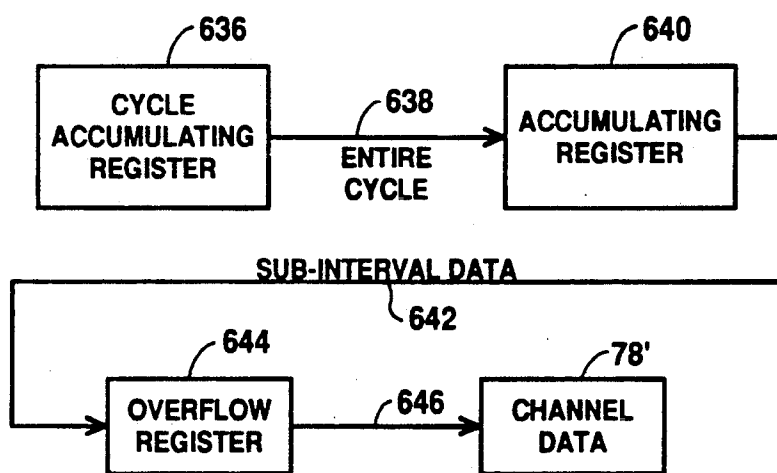 636
640
CYCLE
ACCUMULATING
REGISTER
638
ENTIRE
CYCLE
ACCUMULATING
REGISTER
SUB-INTERVAL DATA
642
644
78'
OVERFLOW
REGISTER
646
CHANNEL
DATA